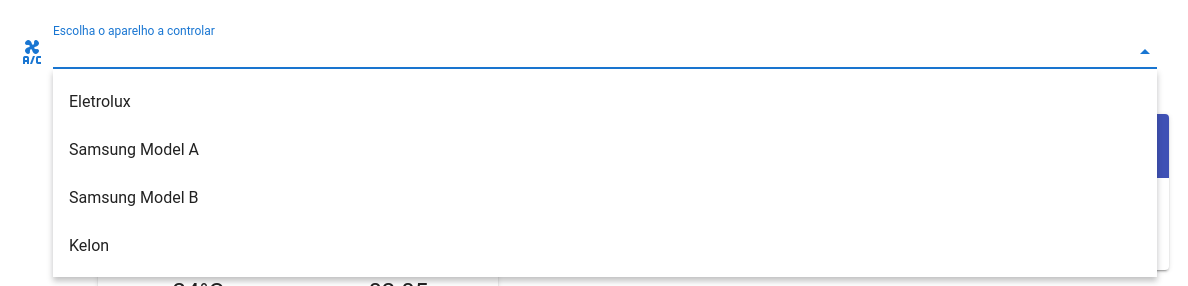 Escolha o aparelho a controlar
A/C
Eletrolux
Samsung Model A
Samsung Model B
Kelon